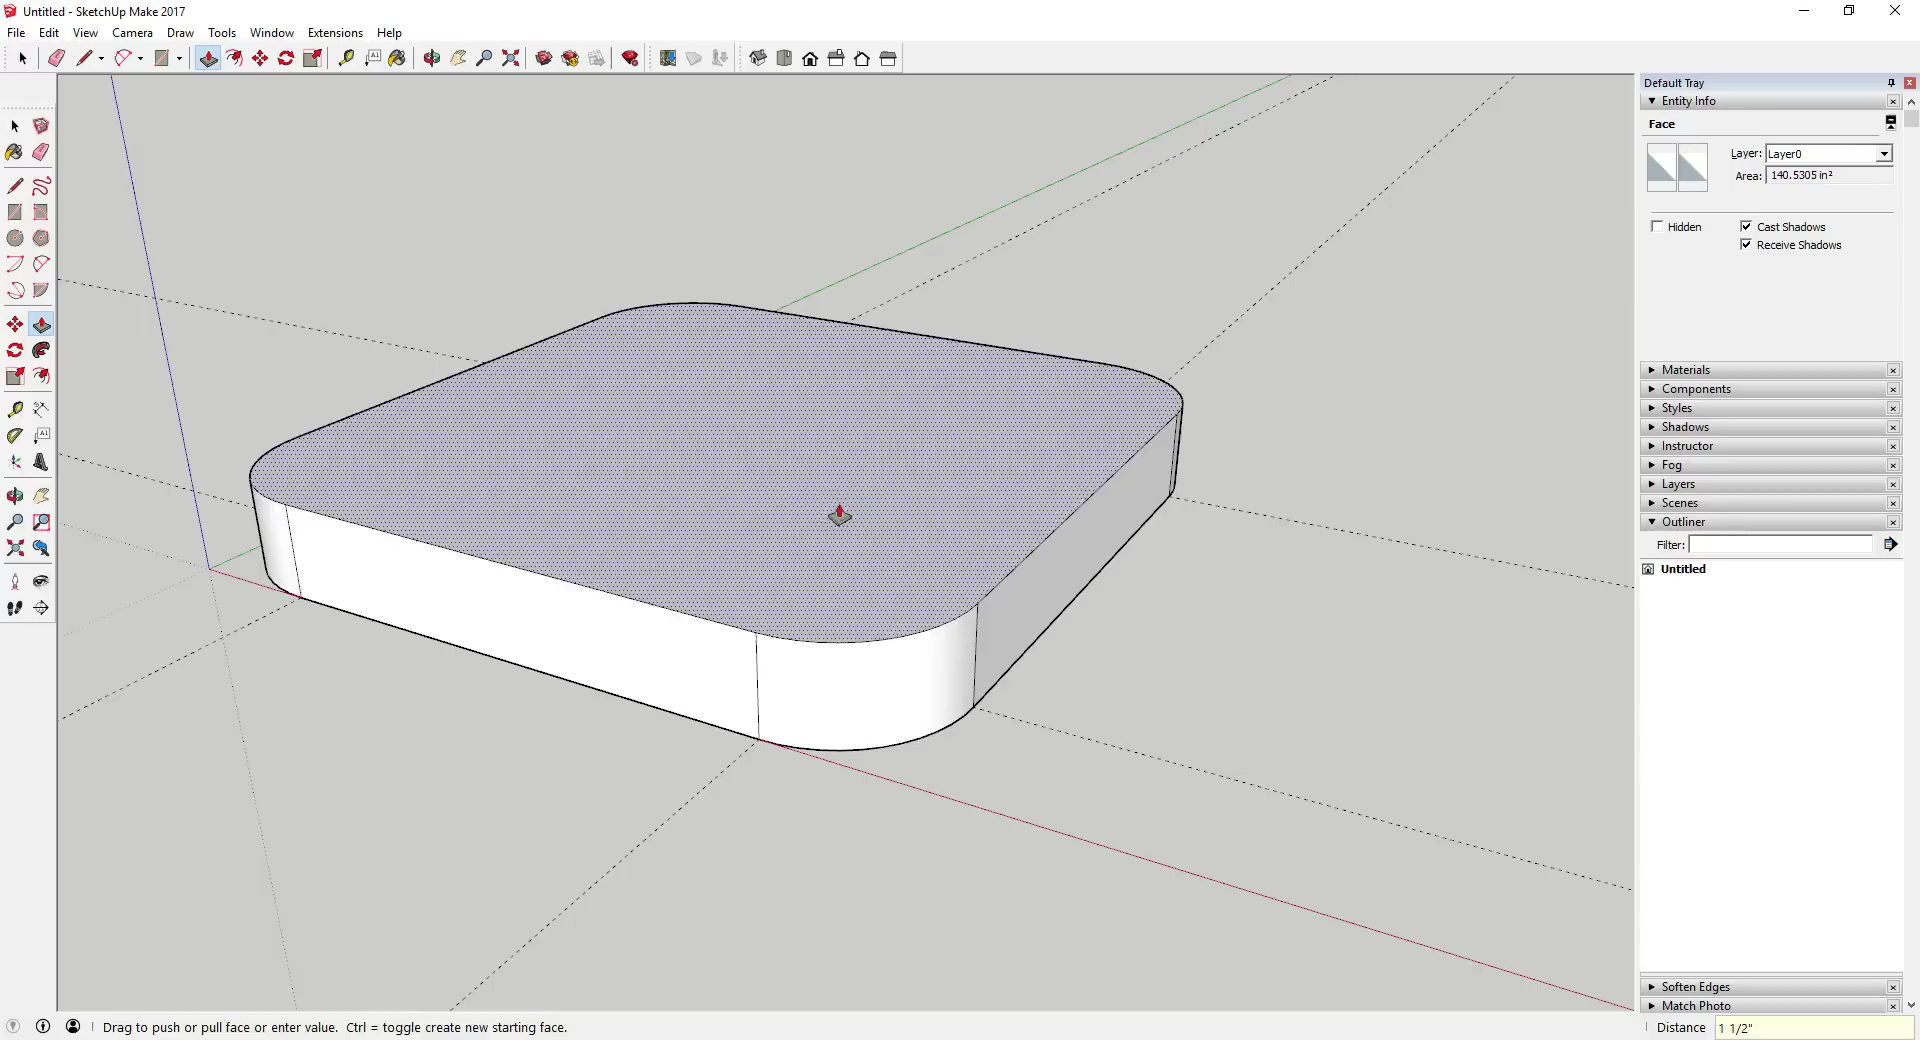 Untitled - SketchUp Make 2017
File Edit View Camera Draw Tools Window Extensions Help
A1
Default Tray
Entity Info
Face
Layer: Layer0
Area: 140.5305 in²
Hidden
Cast Shadows
Receive Shadows
Materials
Components
Styles
Shadows
Instructor
Fog
Layers
Scenes
Outliner
Filter:
Untitled
Soften Edges
Match Photo
A1
Drag to push or pull face or enter value. Ctrl = toggle create new starting face.
Distance 1 1/2"